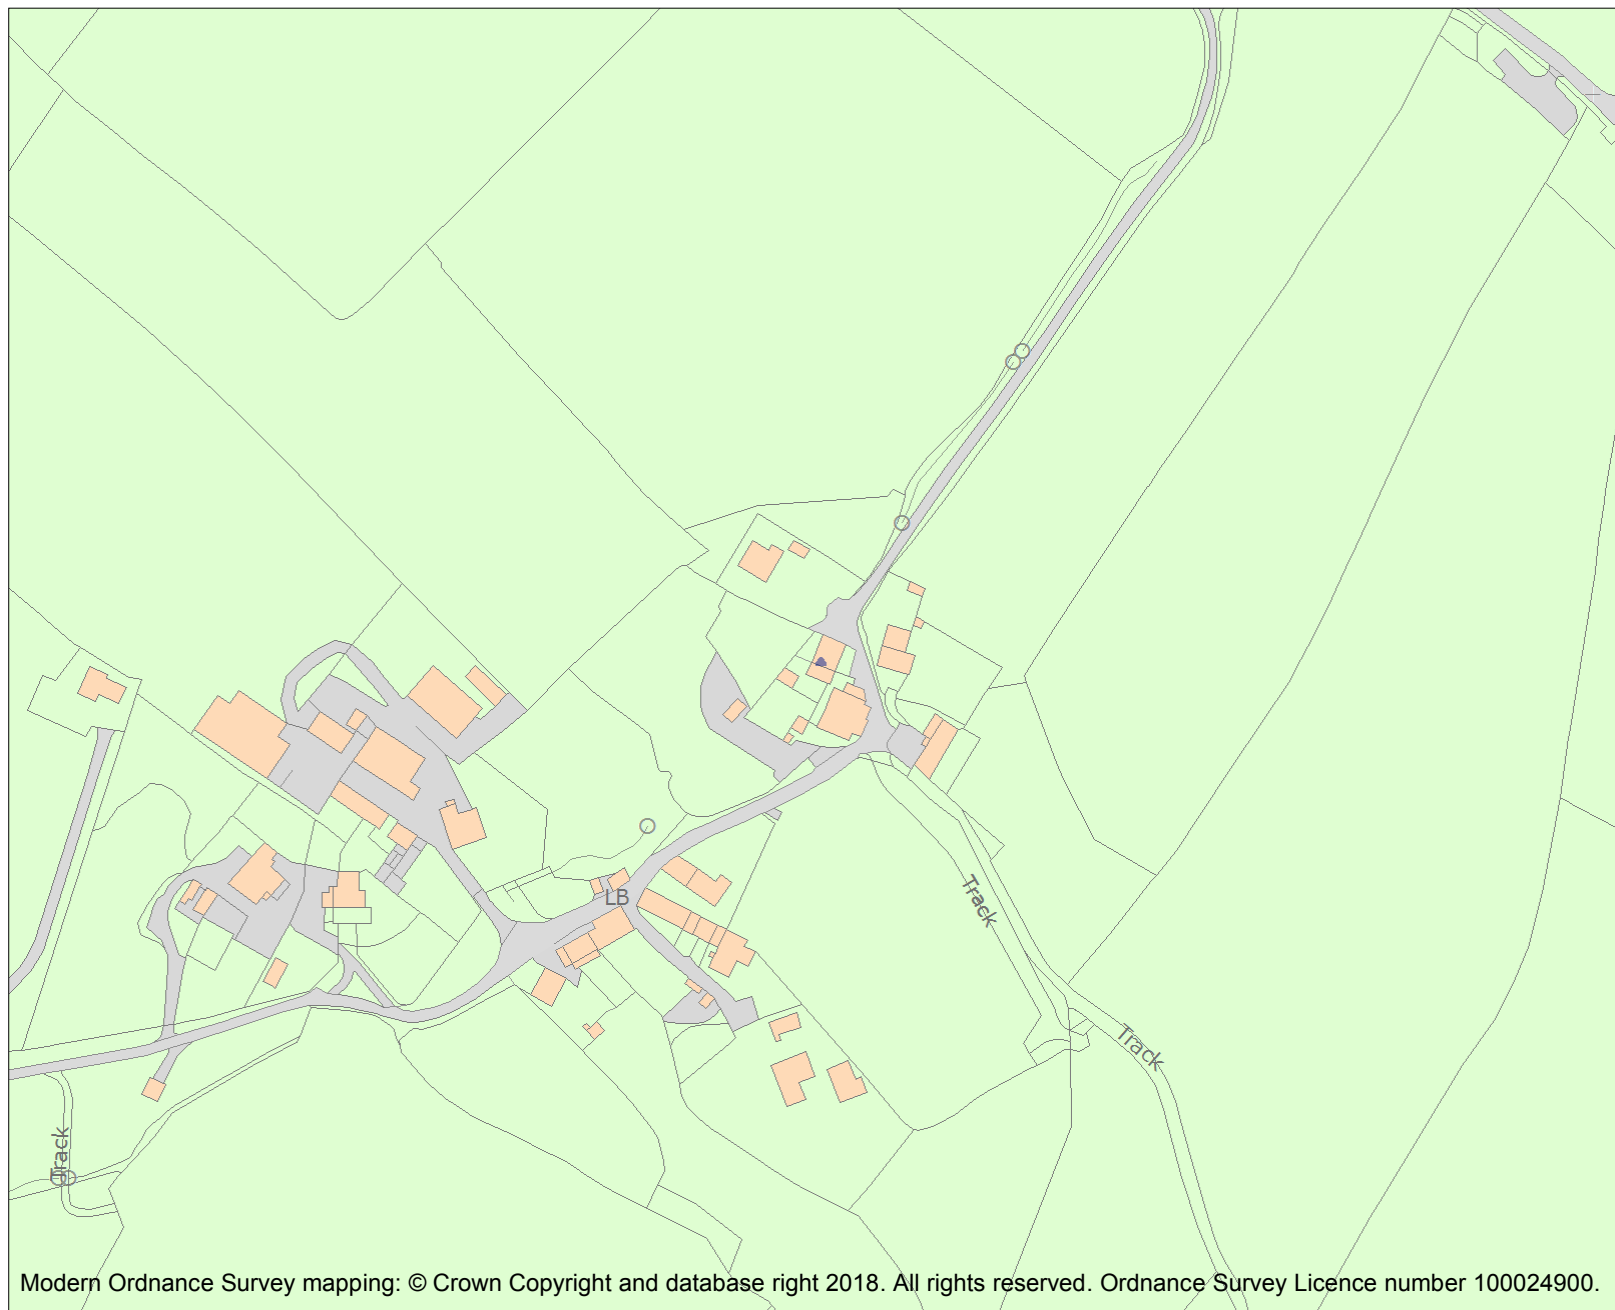 LB
Track
Track
Track
Modern Ordnance Survey mapping: © Crown Copyright and database right 2018. All rights reserved. Ordnance Survey Licence number 100024900.